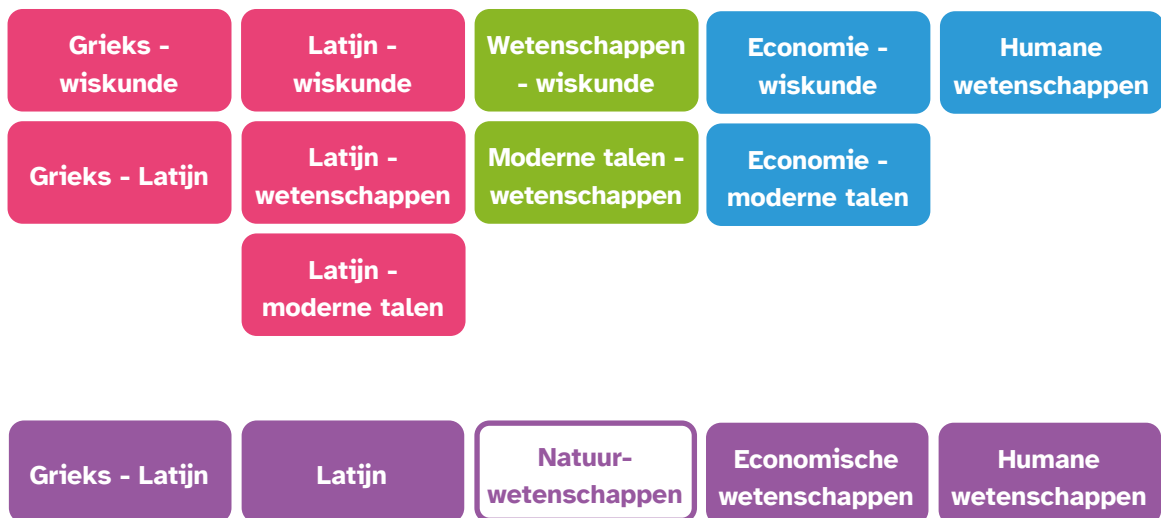 Grieks -
wiskunde
Latijn -
wiskunde
Wetenschappen
- wiskunde
Economie -
wiskunde
Humane
wetenschappen
Grieks - Latijn
Latijn -
wetenschappen
Moderne talen -
wetenschappen
Economie -
moderne talen
Latijn -
moderne talen
Grieks - Latijn
Latijn
Natuur-
wetenschappen
Economische
wetenschappen
Humane
wetenschappen